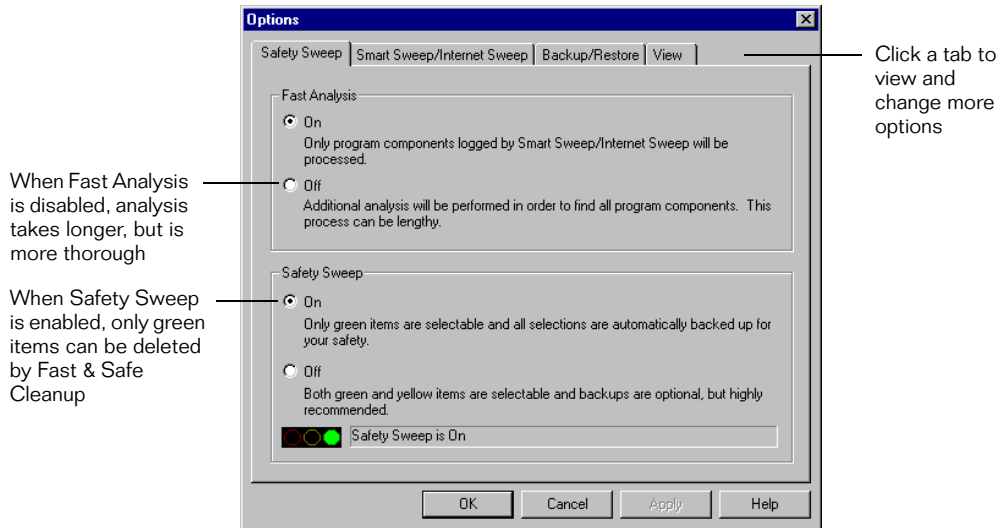 Options
Safety Sweep
Smart Sweep/Internet Sweep
Backup/Restore
View
Click a tab to
view and
change more
options
Fast Analysis
On
Only program components logged by Smart Sweep/Internet Sweep will be
processed.
When Fast Analysis
is disabled, analysis
takes longer, but is
more thorough
Off
Additional analysis will be performed in order to find all program components. This
process can be lengthy.
Safety Sweep
When Safety Sweep
is enabled, only green
items can be deleted
by Fast & Safe
Cleanup
On
Only green items are selectable and all selections are automatically backed up for
your safety.
Off
Both green and yellow items are selectable and backups are optional, but highly
recommended.
Safety Sweep is On
OK
Cancel
Apply
Help